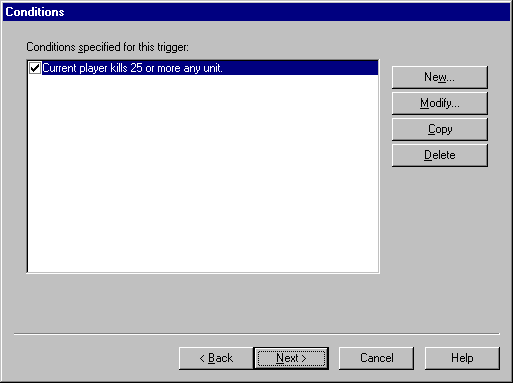 Conditions
Conditions specified for this trigger:
Current player kills 25 or more any unit.
New...
Modify...
Copy
Delete
< Back
Next >
Cancel
Help